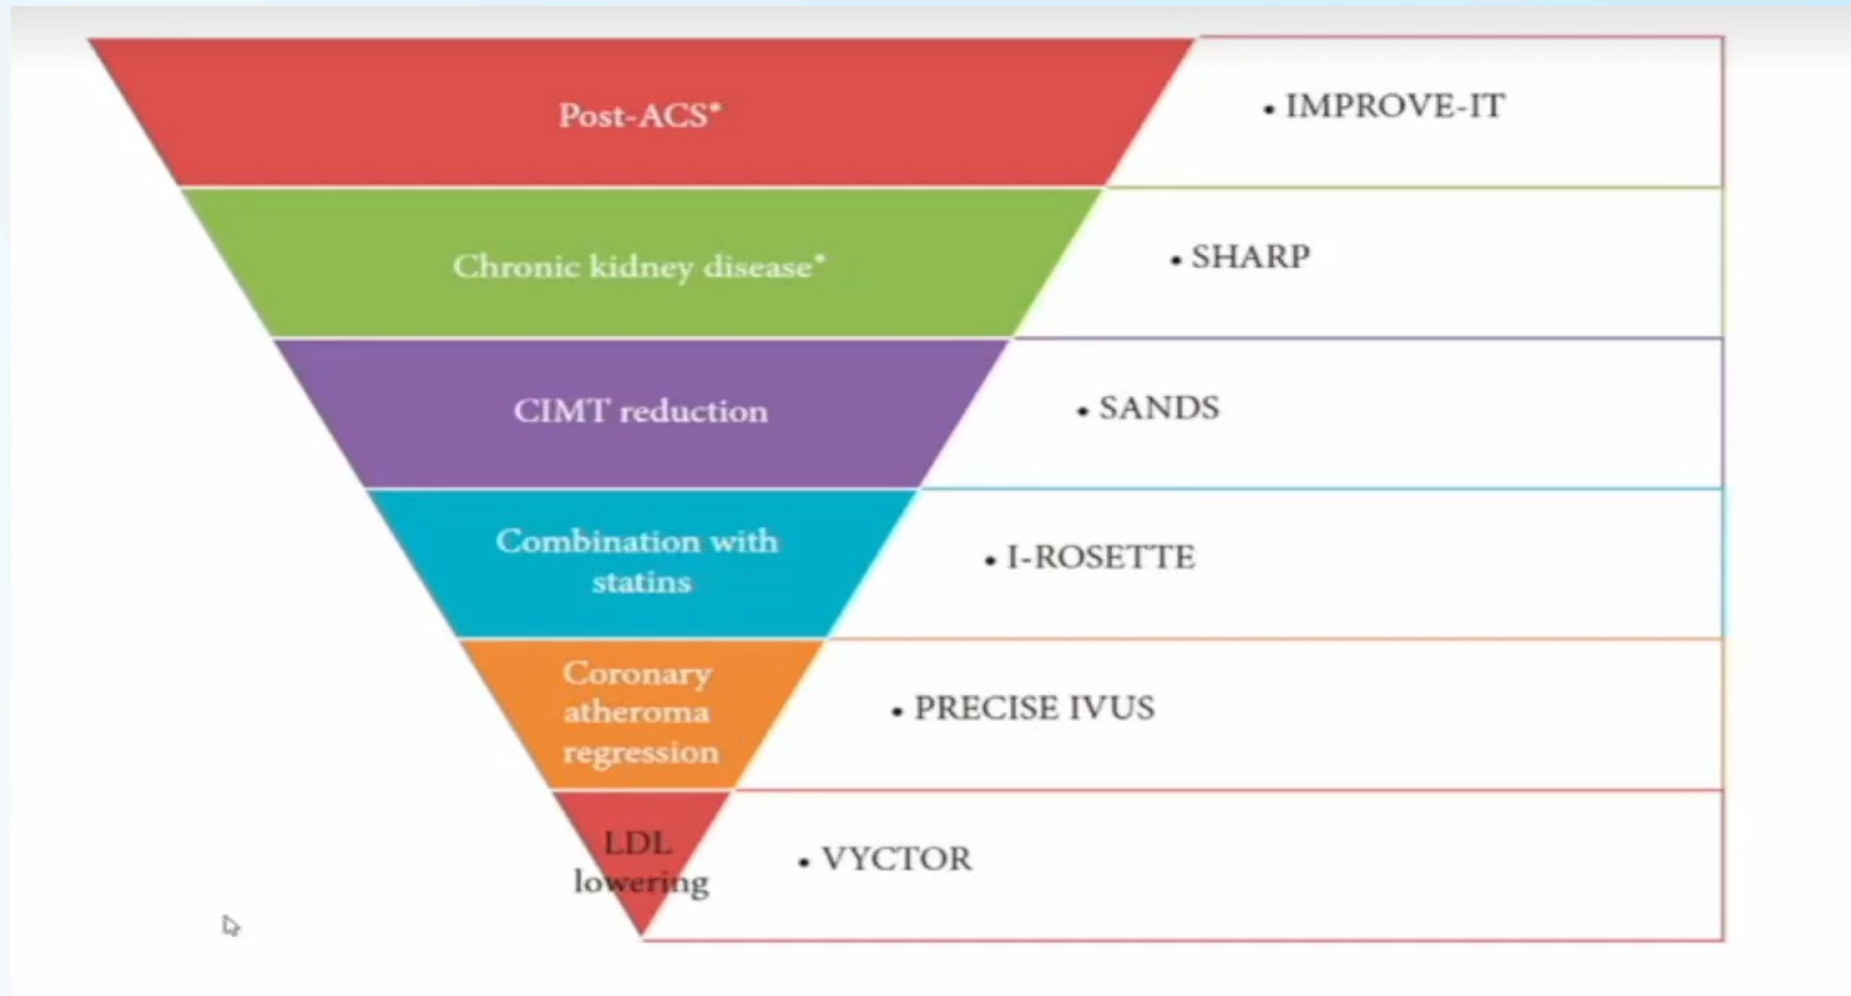 Post-ACS*
• IMPROVE-IT
Chronic kidney disease*
• SHARP
CIMT reduction
• SANDS
Combination with
statins
• I-ROSETTE
Coronary
atheroma
regression
• PRECISE IVUS
LDL
lowering
• VYCTOR